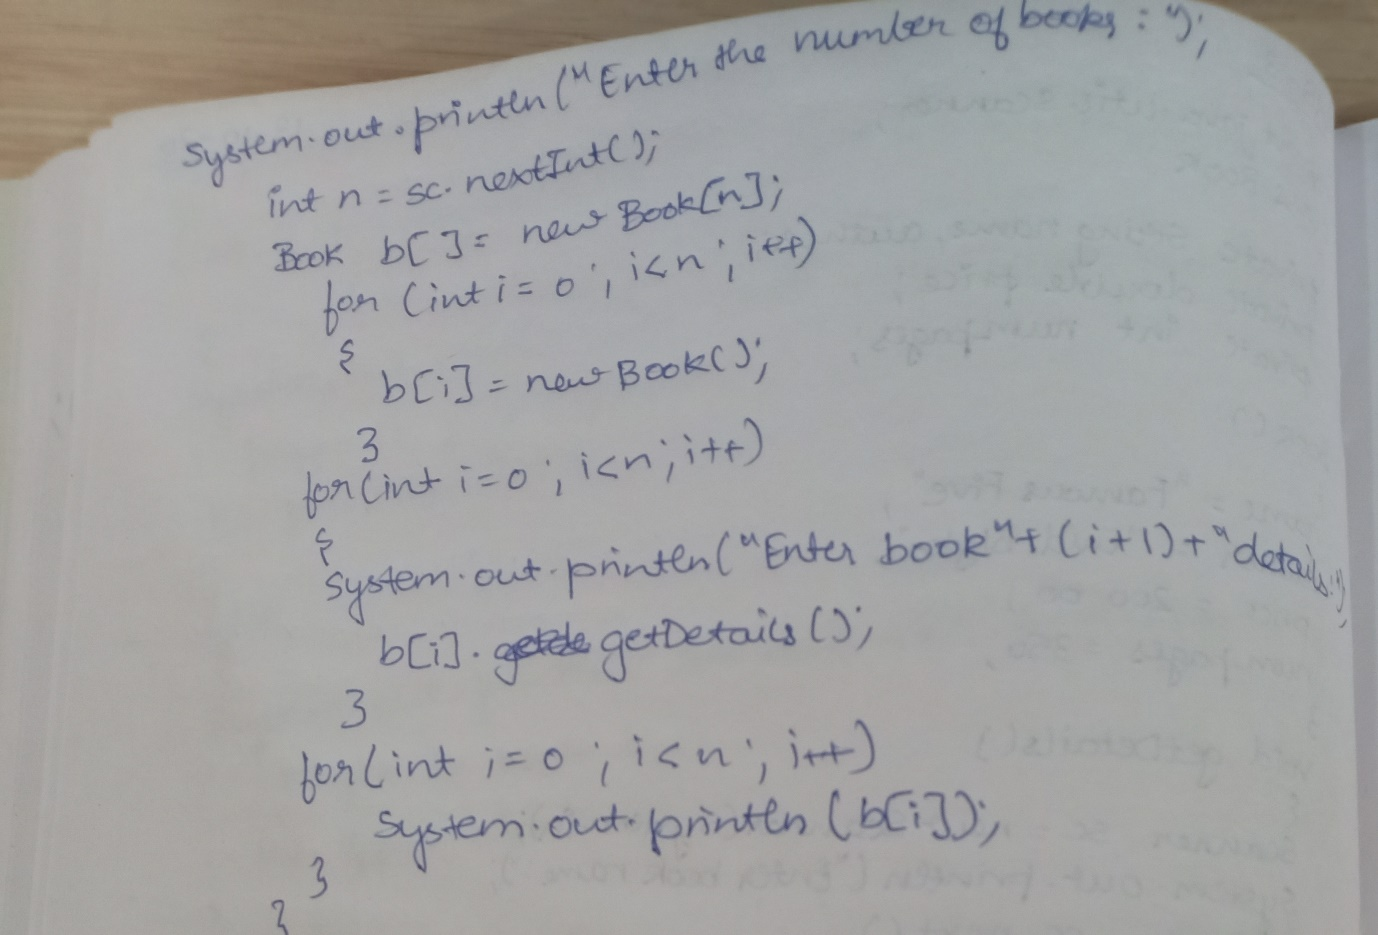 System.out.println("Enter the number of books : ");
int n = sc.nextInt();
Book b[ ] = new Book[n];
for (int i = 0 ; i<n ; i++)
{
b[i] = new Book();
}
for(int i=0 ; i<n ; i++)
{
System.out.println("Enter book"+(i+1)+"details:");
b[i]. getDetails();
}
for(int i=0 ; i<n ; i++)
System.out.println (b[i]);
}
}